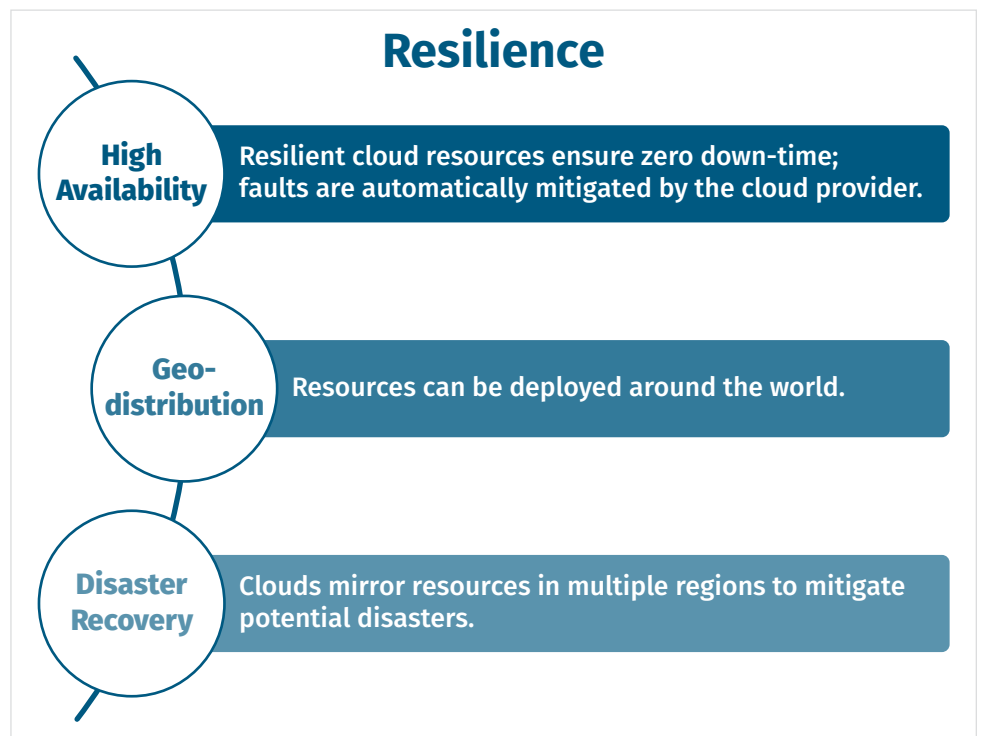 Resilience
High
Availability
Resilient cloud resources ensure zero down-time;
faults are automatically mitigated by the cloud provider.
Geo-
distribution
Resources can be deployed around the world.
Disaster
Recovery
Clouds mirror resources in multiple regions to mitigate
potential disasters.